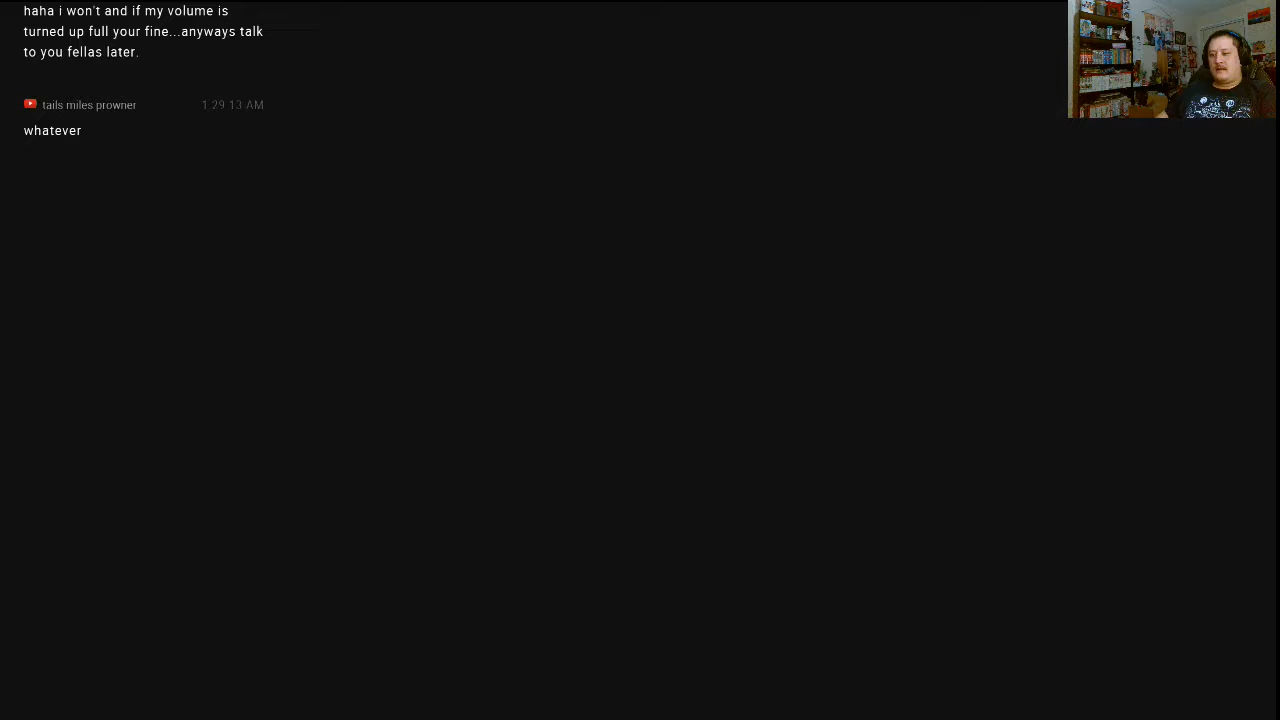 haha i won't and if my volume is
turned up full your fine...anyways talk
to you fellas later.
tails miles prowner 1 29 13 AM
whatever